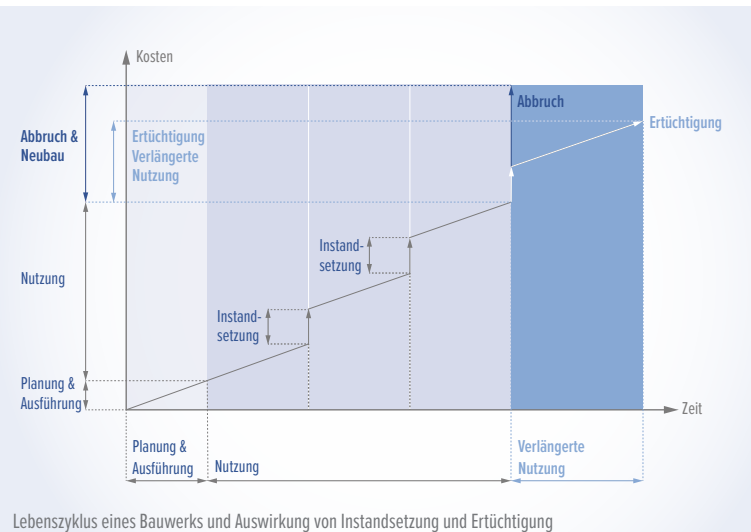 Kosten
Abbruch
Abbruch &
Neubau
Ertüchtigung
Verlängerte
Nutzung
Ertüchtigung
Instand-
setzung
Nutzung
Instand-
setzung
Planung &
Ausführung
Zeit
Planung &
Ausführung
Nutzung
Verlängerte
Nutzung
Lebenszyklus eines Bauwerks und Auswirkung von Instandsetzung und Ertüchtigung